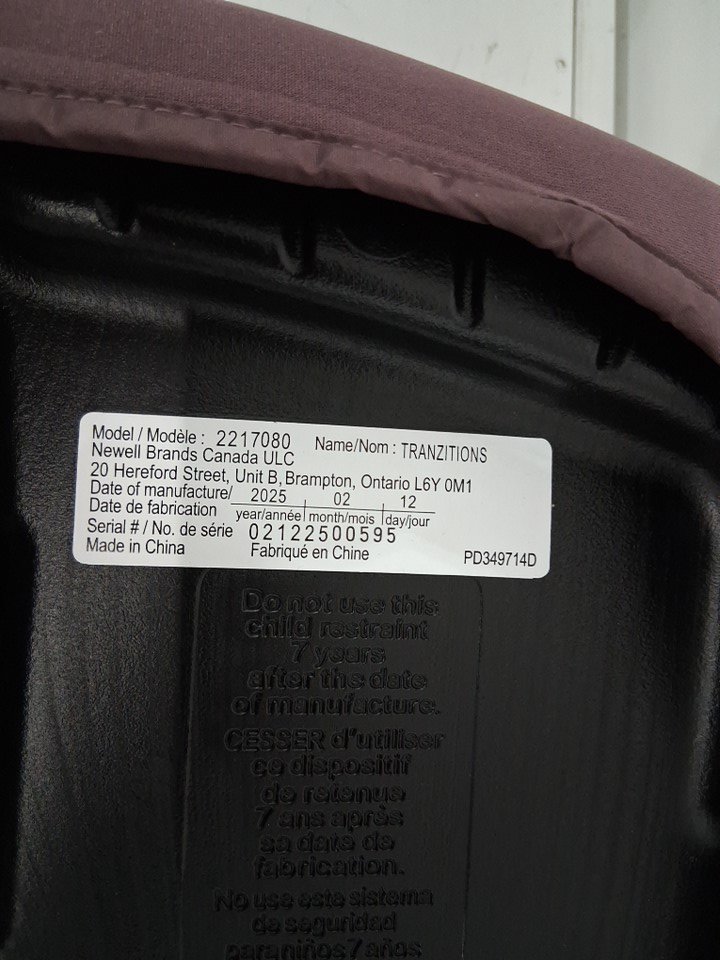 Model / Modèle : 2217080 Name/Nom : TRANZITIONS
Newell Brands Canada ULC
20 Hereford Street, Unit B, Brampton, Ontario L6Y 0M1
Date of manufacture/ 2025 02 12
Date de fabrication year/année month/mois day/jour
Serial # / No. de série 02122500595
Made in China Fabriqué en Chine PD349714D
Do not use this
child restraint
7 years
after the date
of manufacture.
CESSER d'utiliser
ce dispositif
de retenue
7 ans après
sa date de
fabrication.
No use este sistema
de seguridad
para niños 7 años